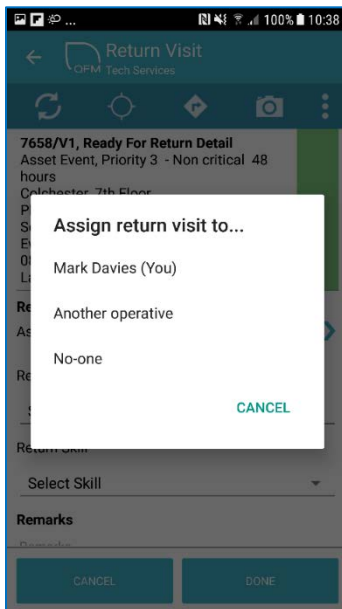 ...
100% 10:38
Return Visit
OFM Tech Services
7658/V1, Ready For Return Detail
Asset Event, Priority 3 - Non critical 48
hours
Colchester, 7th Floor
Assign return visit to...
Mark Davies (You)
Another operative
No-one
CANCEL
Return Skill
Select Skill
Remarks
Remarks
CANCEL
DONE